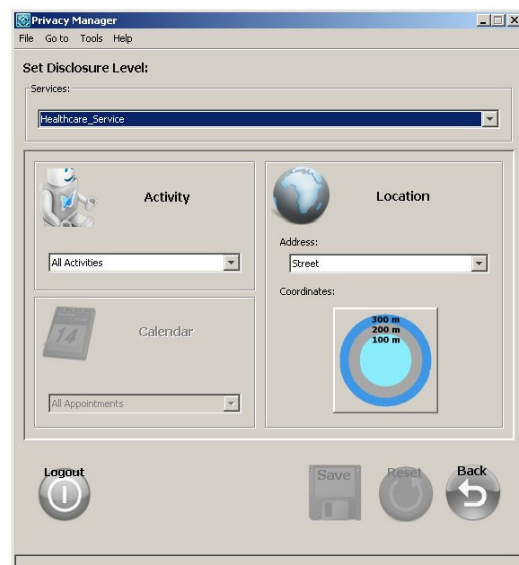 Privacy Manager
File Go to Tools Help
Set Disclosure Level:
Services:
Healthcare_Service
Activity
All Activities
14
Calendar
All Appointments
Location
Address:
Street
Coordinates:
300 m
200 m
100 m
Logout
Save
Reset
Back